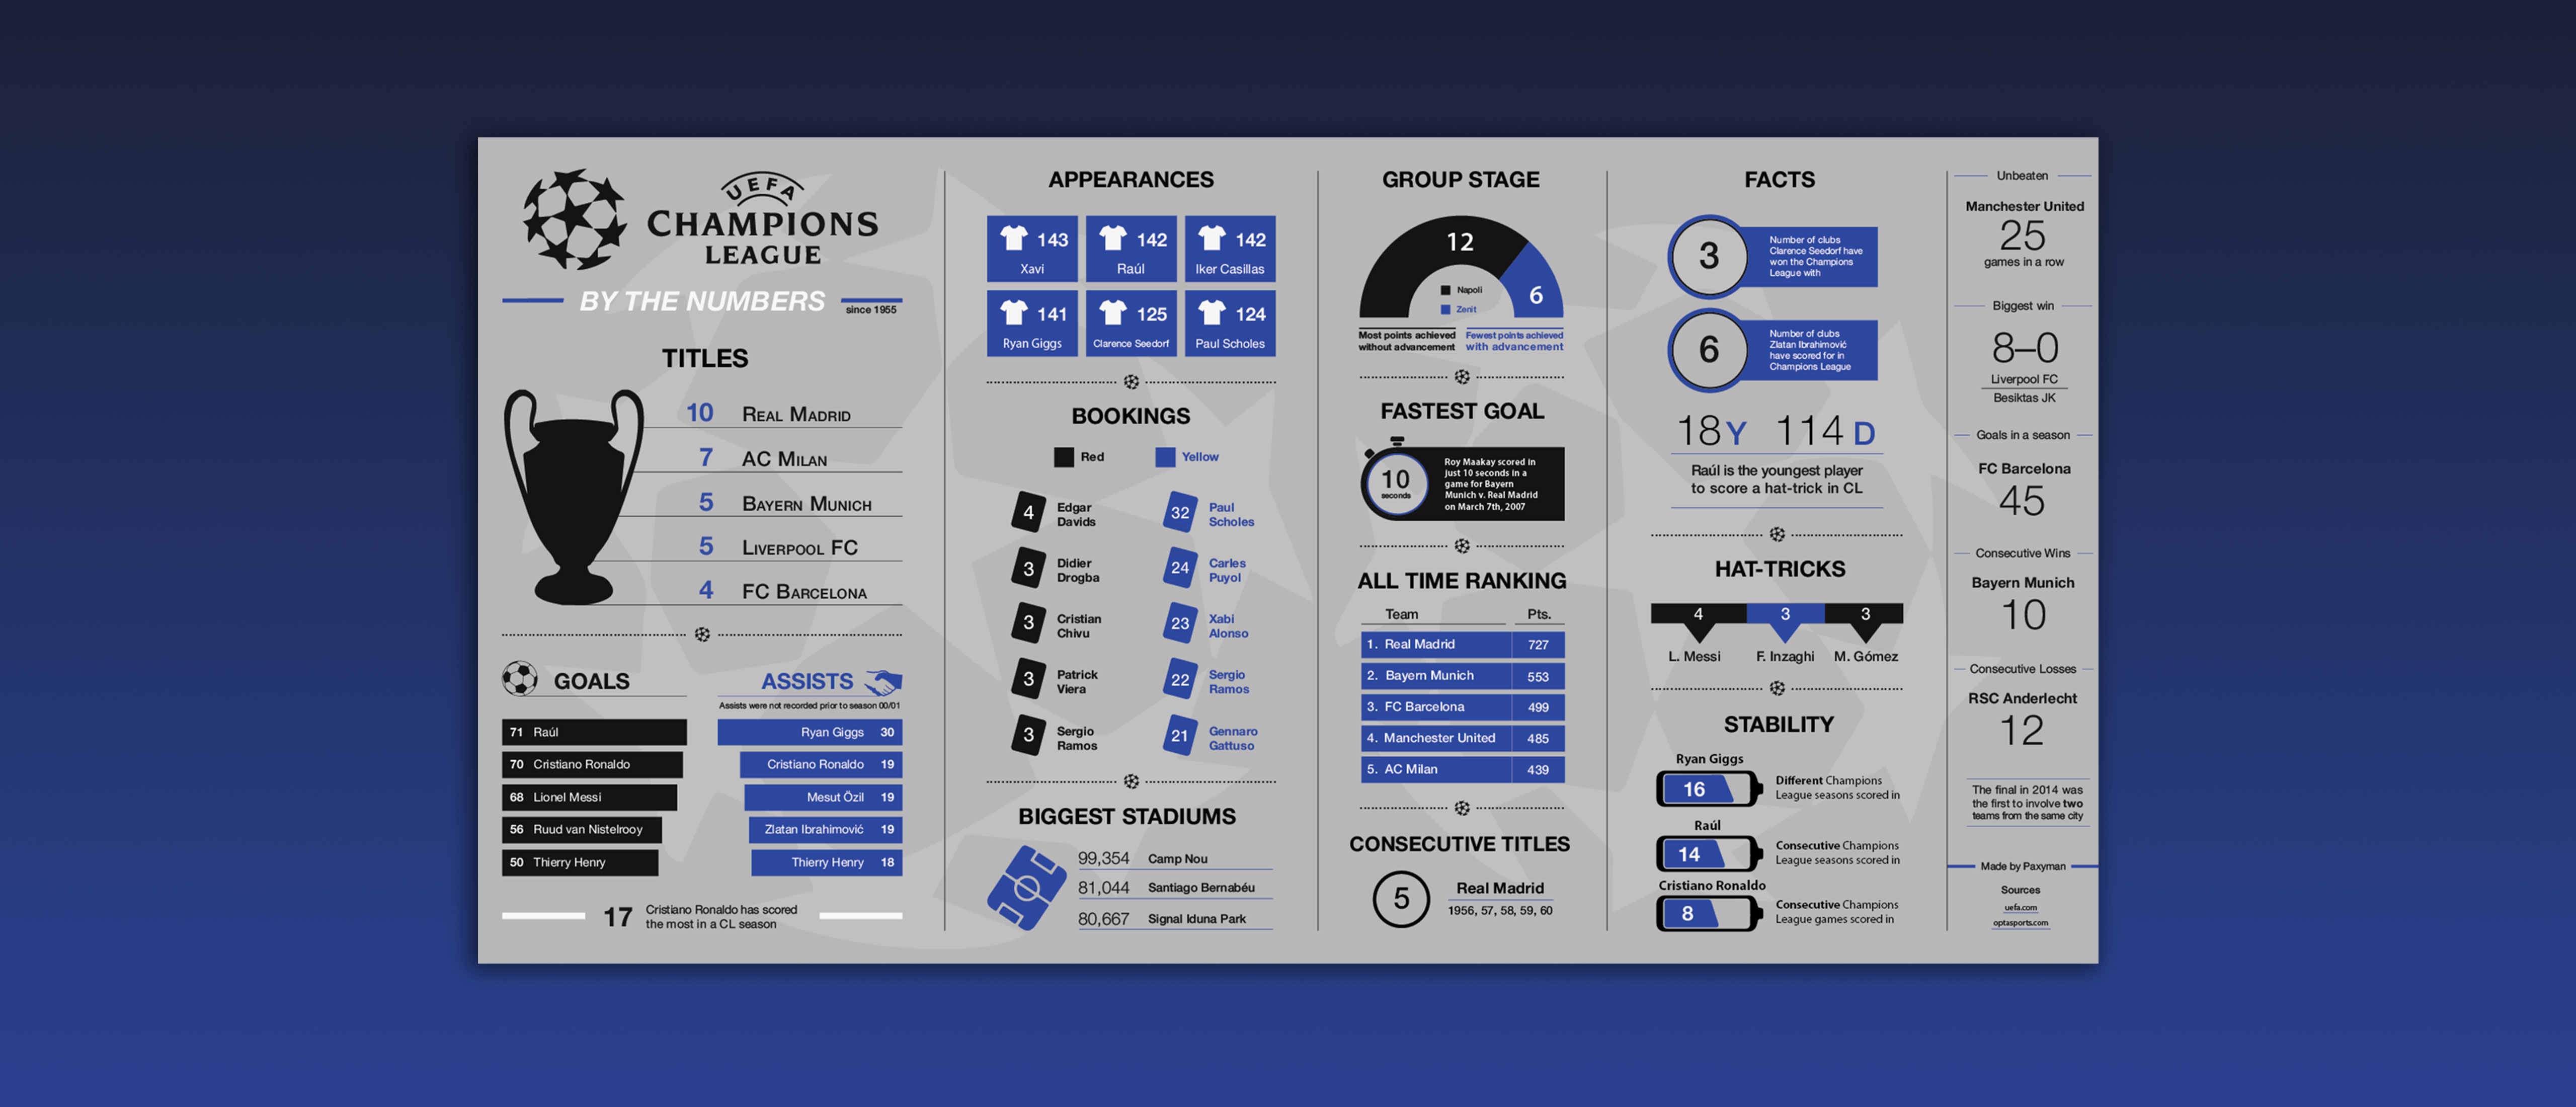 UEFA
CHAMPIONS
LEAGUE
BY THE NUMBERS
since 1955
TITLES
10 REAL MADRID
7 AC MILAN
5 BAYERN MUNICH
5 LIVERPOOL FC
4 FC BARCELONA
GOALS
71 Raúl
70 Cristiano Ronaldo
68 Lionel Messi
56 Ruud van Nistelrooy
50 Thierry Henry
ASSISTS
Assists were not recorded prior to season 00/01
Ryan Giggs 30
Cristiano Ronaldo 19
Mesut Özil 19
Zlatan Ibrahimović 19
Thierry Henry 18
17
Cristiano Ronaldo has scored
the most in a CL season
APPEARANCES
143
Xavi
142
Raúl
142
Iker Casillas
141
Ryan Giggs
125
Clarence Seedorf
124
Paul Scholes
BOOKINGS
Red
Yellow
4 Edgar
Davids
32 Paul
Scholes
3 Didier
Drogba
24 Carles
Puyol
3 Cristian
Chivu
23 Xabi
Alonso
3 Patrick
Viera
22 Sergio
Ramos
3 Sergio
Ramos
21 Gennaro
Gattuso
BIGGEST STADIUMS
99,354 Camp Nou
81,044 Santiago Bernabéu
80,667 Signal Iduna Park
GROUP STAGE
12
6
Napoli
Zenit
Most points achieved
without advancement
Fewest points achieved
with advancement
FASTEST GOAL
10
seconds
Roy Maakay scored in
just 10 seconds in a
game for Bayern
Munich v. Real Madrid
on March 7th, 2007
ALL TIME RANKING
Team Pts.
1. Real Madrid 727
2. Bayern Munich 553
3. FC Barcelona 499
4. Manchester United 485
5. AC Milan 439
CONSECUTIVE TITLES
5
Real Madrid
1956, 57, 58, 59, 60
FACTS
3
Number of clubs
Clarence Seedorf have
won the Champions
League with
6
Number of clubs
Zlatan Ibrahimović
have scored for in
Champions League
18Y 114 D
Raúl is the youngest player
to score a hat-trick in CL
HAT-TRICKS
4 3 3
L. Messi F. Inzaghi M. Gómez
STABILITY
Ryan Giggs
16
Different Champions
League seasons scored in
Raúl
14
Consecutive Champions
League seasons scored in
Cristiano Ronaldo
8
Consecutive Champions
League games scored in
Unbeaten
Manchester United
25
games in a row
Biggest win
8–0
Liverpool FC
Besiktas JK
Goals in a season
FC Barcelona
45
Consecutive Wins
Bayern Munich
10
Consecutive Losses
RSC Anderlecht
12
The final in 2014 was
the first to involve two
teams from the same city
Made by Paxyman
Sources
uefa.com
optasports.com